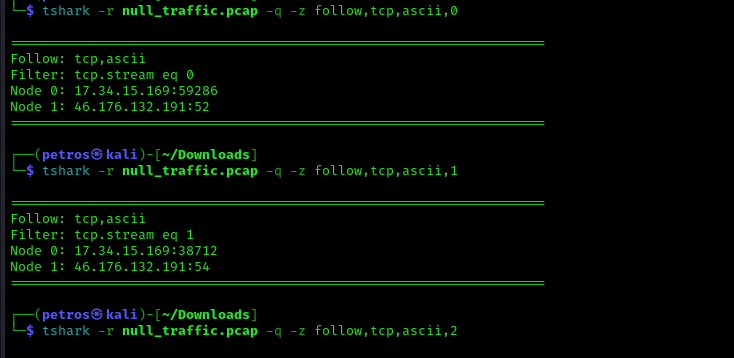 └─$ tshark -r null_traffic.pcap -q -z follow,tcp,ascii,0
===================================================================
Follow: tcp,ascii
Filter: tcp.stream eq 0
Node 0: 17.34.15.169:59286
Node 1: 46.176.132.191:52
===================================================================
┌──(petros㉿kali)-[~/Downloads]
└─$ tshark -r null_traffic.pcap -q -z follow,tcp,ascii,1
===================================================================
Follow: tcp,ascii
Filter: tcp.stream eq 1
Node 0: 17.34.15.169:38712
Node 1: 46.176.132.191:54
===================================================================
┌──(petros㉿kali)-[~/Downloads]
└─$ tshark -r null_traffic.pcap -q -z follow,tcp,ascii,2